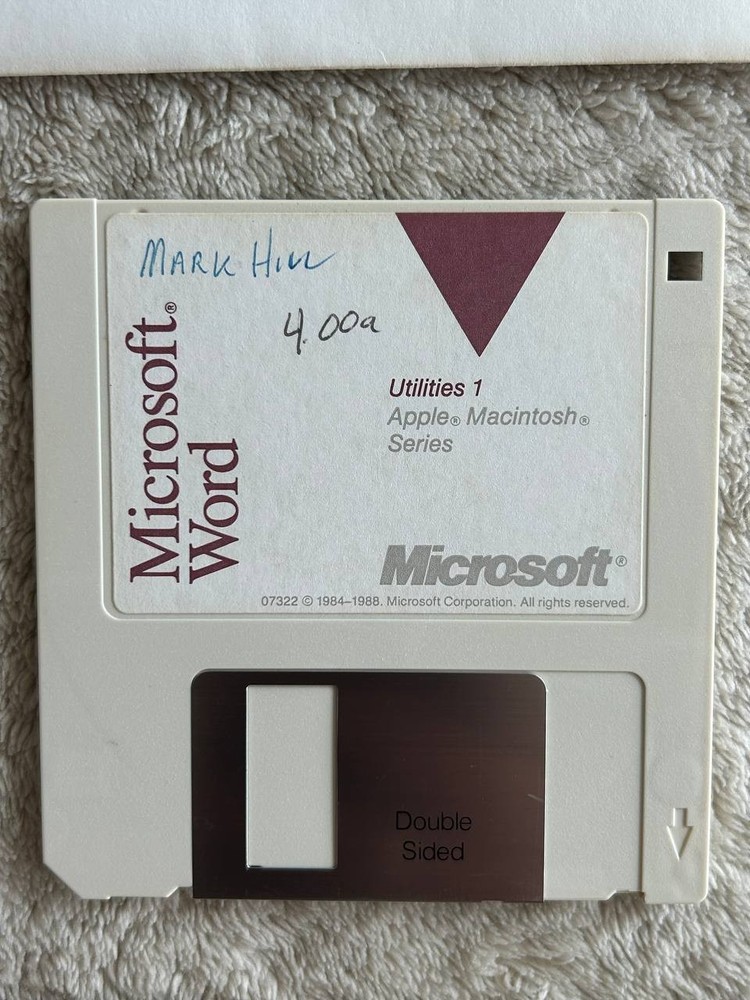 MARK HILL
4.00a
Microsoft®
Word
Utilities 1
Apple® Macintosh®
Series
Microsoft®
07322 © 1984–1988. Microsoft Corporation. All rights reserved.
Double
Sided